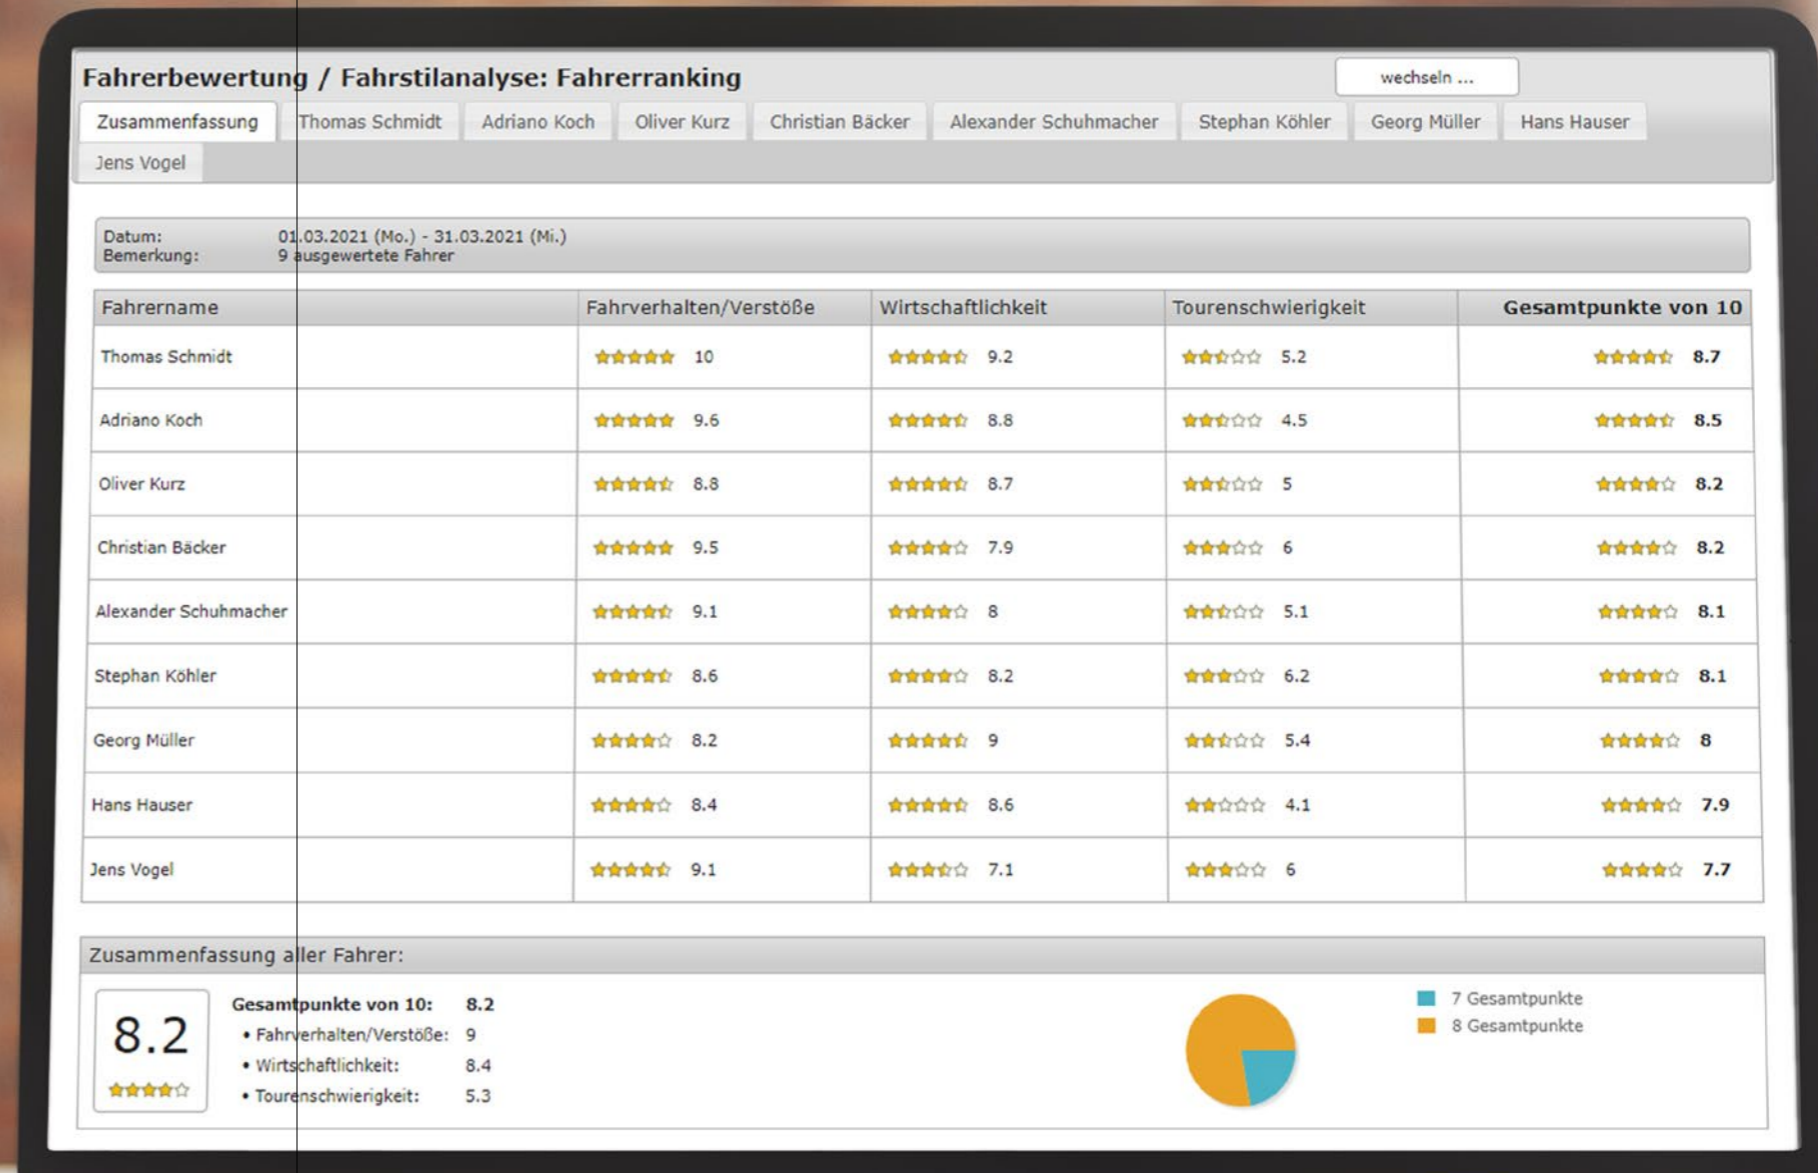 Fahrerbewertung / Fahrstilanalyse: Fahrerranking
wechseln ...
Zusammenfassung Thomas Schmidt Adriano Koch Oliver Kurz Christian Bäcker Alexander Schuhmacher Stephan Köhler Georg Müller Hans Hauser
Jens Vogel
Datum: 01.03.2021 (Mo.) - 31.03.2021 (Mi.)
Bemerkung: 9 ausgewertete Fahrer
Fahrername Fahrverhalten/Verstöße Wirtschaftlichkeit Tourenschwierigkeit Gesamtpunkte von 10
Thomas Schmidt 10 9.2 5.2 8.7
Adriano Koch 9.6 8.8 4.5 8.5
Oliver Kurz 8.8 8.7 5 8.2
Christian Bäcker 9.5 7.9 6 8.2
Alexander Schuhmacher 9.1 8 5.1 8.1
Stephan Köhler 8.6 8.2 6.2 8.1
Georg Müller 8.2 9 5.4 8
Hans Hauser 8.4 8.6 4.1 7.9
Jens Vogel 9.1 7.1 6 7.7
Zusammenfassung aller Fahrer:
8.2
Gesamtpunkte von 10: 8.2
• Fahrverhalten/Verstöße: 9
• Wirtschaftlichkeit: 8.4
• Tourenschwierigkeit: 5.3
7 Gesamtpunkte
8 Gesamtpunkte